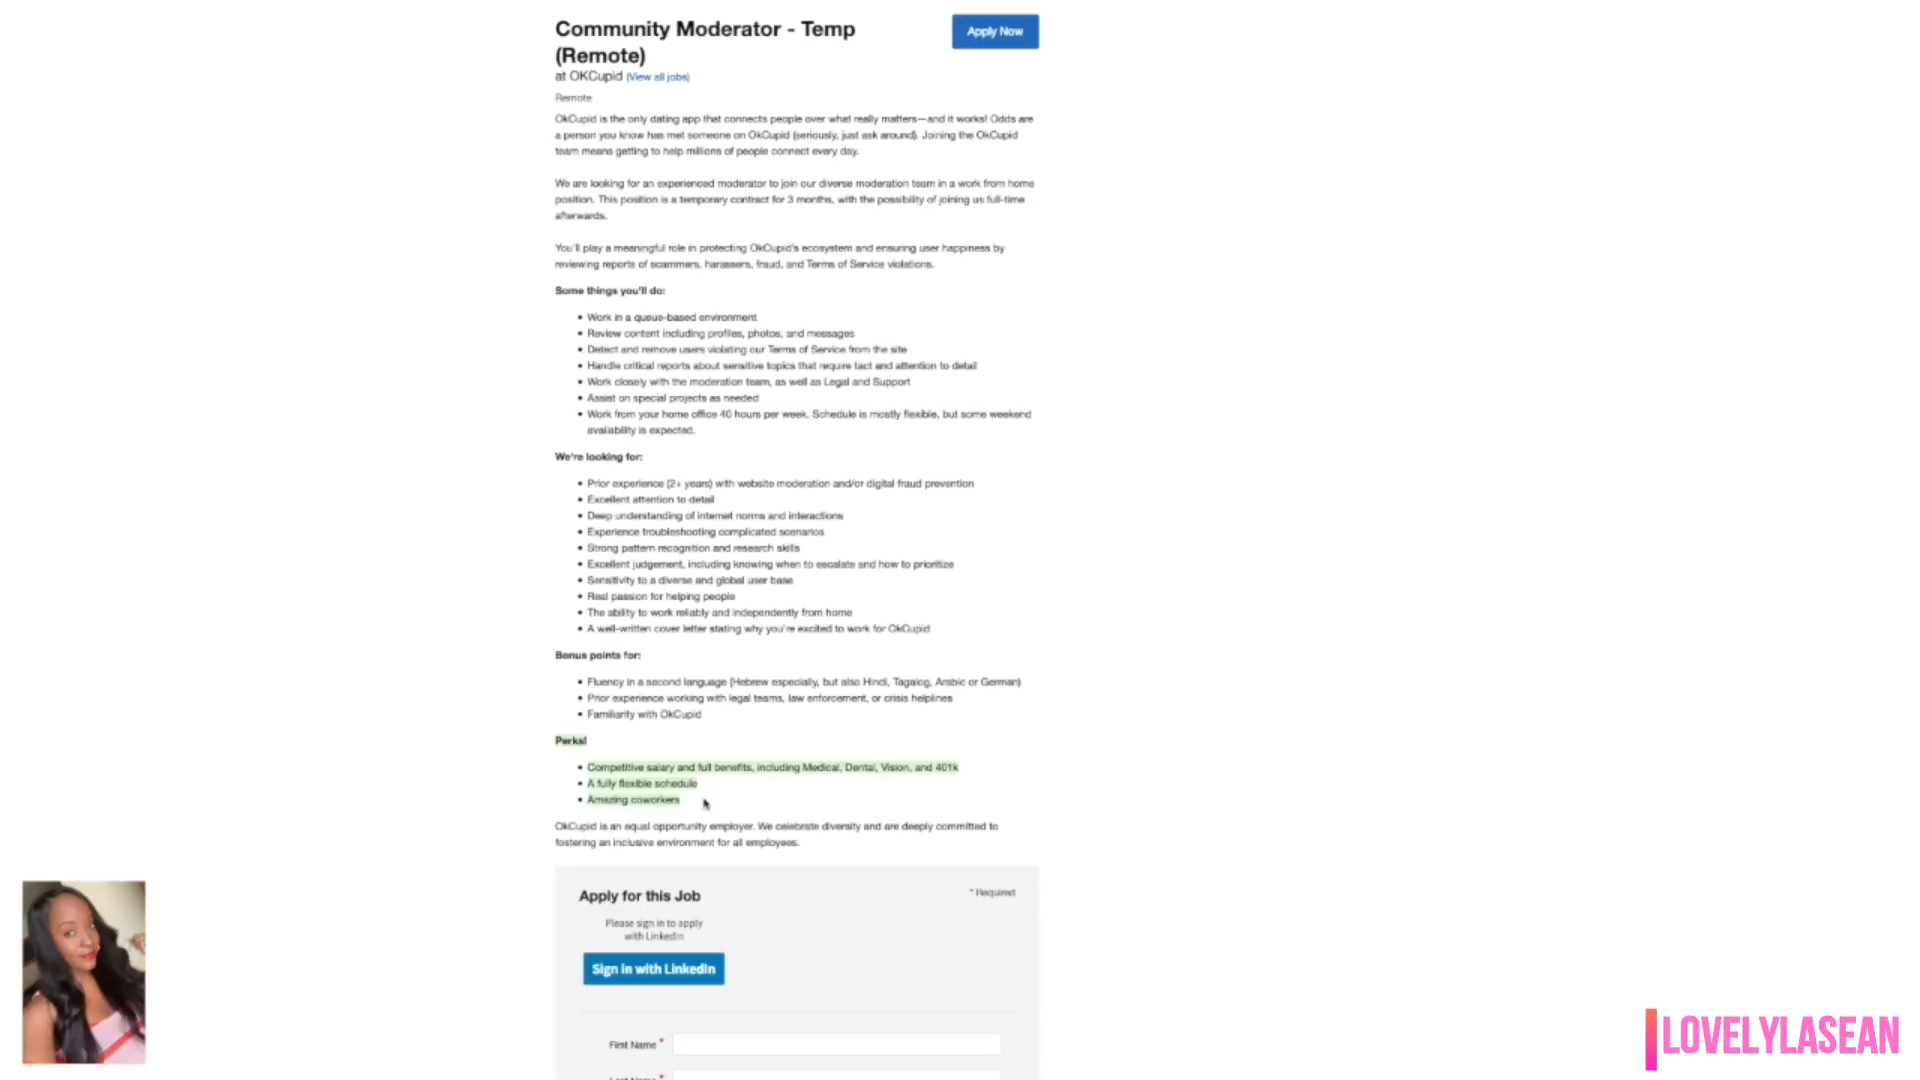 Community Moderator - Temp
(Remote)
Apply Now
at OKCupid (View all jobs)
Remote
OkCupid is the only dating app that connects people over what really matters—and it works! Odds are
a person you know has met someone on OkCupid (seriously, just ask around). Joining the OkCupid
team means getting to help millions of people connect every day.
We are looking for an experienced moderator to join our diverse moderation team in a work from home
position. This position is a temporary contract for 3 months, with the possibility of joining us full-time
afterwards.
You'll play a meaningful role in protecting OkCupid's ecosystem and ensuring user happiness by
reviewing reports of scammers, harassers, fraud, and Terms of Service violations.
Some things you'll do:
• Work in a queue-based environment
• Review content including profiles, photos, and messages
• Detect and remove users violating our Terms of Service from the site
• Handle critical reports about sensitive topics that require tact and attention to detail
• Work closely with the moderation team, as well as Legal and Support
• Assist on special projects as needed
• Work from your home office 40 hours per week. Schedule is mostly flexible, but some weekend
availability is expected.
We're looking for:
• Prior experience (2+ years) with website moderation and/or digital fraud prevention
• Excellent attention to detail
• Deep understanding of internet norms and interactions
• Experience troubleshooting complicated scenarios
• Strong pattern recognition and research skills
• Excellent judgement, including knowing when to escalate and how to prioritize
• Sensitivity to a diverse and global user base
• Real passion for helping people
• The ability to work reliably and independently from home
• A well-written cover letter stating why you're excited to work for OkCupid
Bonus points for:
• Fluency in a second language (Hebrew especially, but also Hindi, Tagalog, Arabic or German)
• Prior experience working with legal teams, law enforcement, or crisis helplines
• Familiarity with OkCupid
Perks!
• Competitive salary and full benefits, including Medical, Dental, Vision, and 401k
• A fully flexible schedule
• Amazing coworkers
OkCupid is an equal opportunity employer. We celebrate diversity and are deeply committed to
fostering an inclusive environment for all employees.
Apply for this Job
* Required
Please sign in to apply
with LinkedIn
Sign in with LinkedIn
First Name *
LOVELYLASEAN